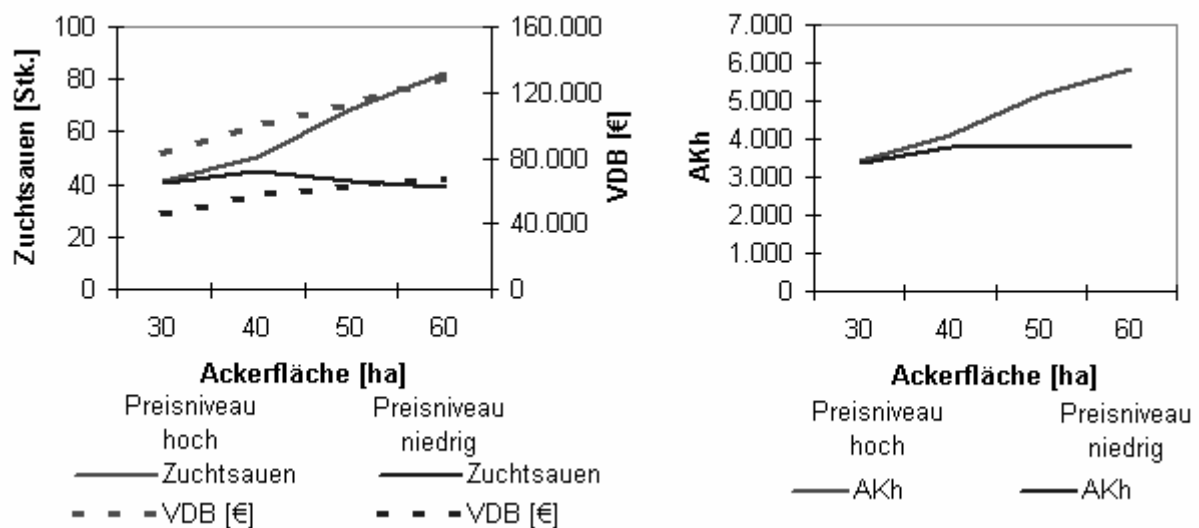 Zuchtsauen [Stk.]
100
80
60
40
20
0
160.000
120.000
80.000
40.000
0
VDB [€]
30 40 50 60
Ackerfläche [ha]
Preisniveau hoch
Preisniveau niedrig
Zuchtsauen
Zuchtsauen
VDB [€]
VDB [€]
AKh
7.000
6.000
5.000
4.000
3.000
2.000
1.000
0
30 40 50 60
Ackerfläche [ha]
Preisniveau hoch
Preisniveau niedrig
AKh
AKh